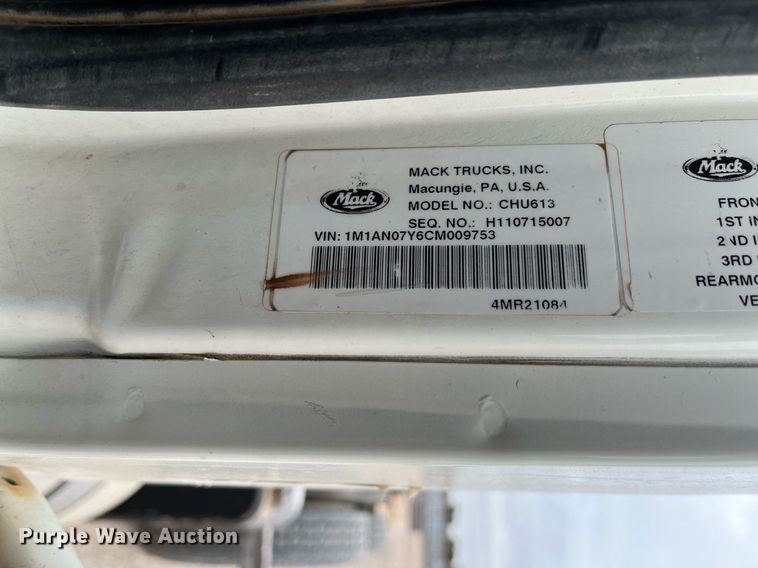 Mack
MACK TRUCKS, INC.
Macungie, PA, U.S.A.
MODEL NO.: CHU613
SEQ. NO.: H110715007
VIN: 1M1AN07Y6CM009753
4MR21084
Mack
FRON
1ST IN
2ND I
3RD
REARMO
VE
Purple Wave Auction